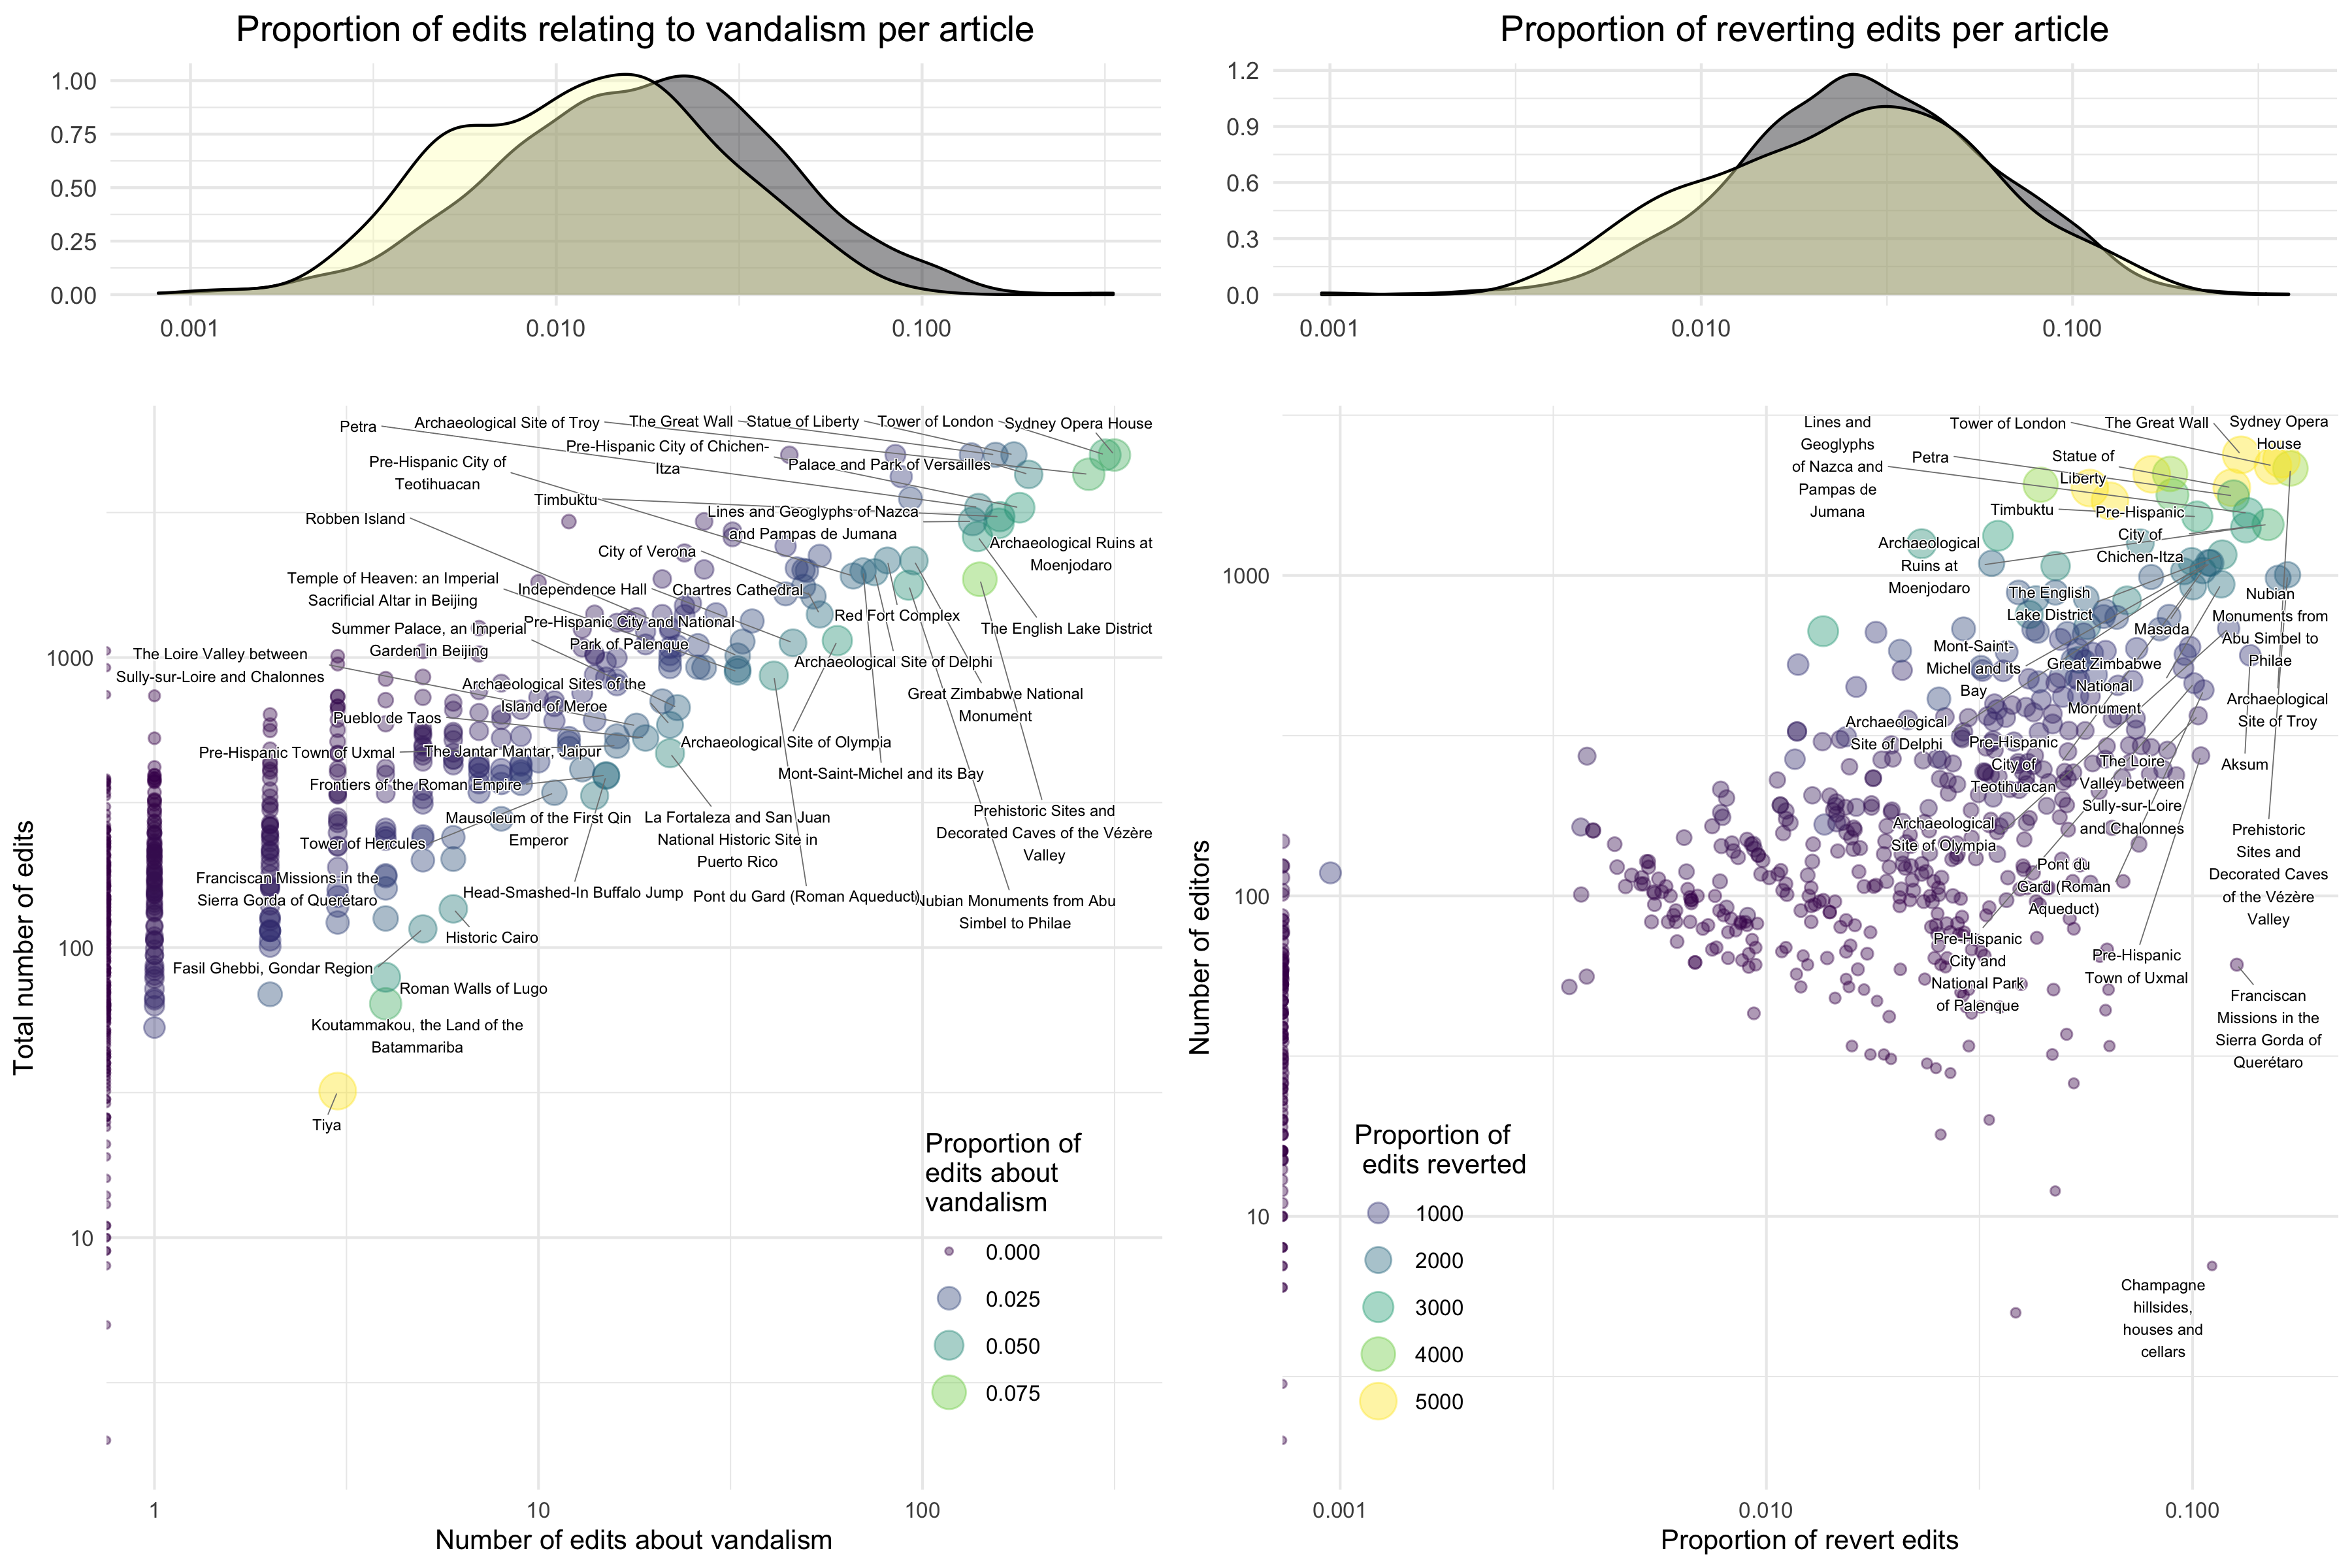 Proportion of edits relating to vandalism per article
1.00
0.75
0.50
0.25
0.00
0.001
0.010
0.100
Proportion of reverting edits per article
1.2
0.9
0.6
0.3
0.0
0.001
0.010
0.100
Total number of edits
1000
100
10
Petra
Archaeological Site of Troy
The Great Wall
Statue of Liberty
Tower of London
Sydney Opera House
Pre-Hispanic City of Chichen-
Itza
Palace and Park of Versailles
Pre-Hispanic City of
Teotihuacan
Timbuktu
Lines and Geoglyphs of Nazca
and Pampas de Jumana
Robben Island
City of Verona
Archaeological Ruins at
Moenjodaro
Temple of Heaven: an Imperial
Sacrificial Altar in Beijing
Independence Hall
Chartres Cathedral
Red Fort Complex
The English Lake District
Summer Palace, an Imperial
Garden in Beijing
Pre-Hispanic City and National
Park of Palenque
The Loire Valley between
Sully-sur-Loire and Chalonnes
Archaeological Site of Delphi
Archaeological Sites of the
Island of Meroe
Great Zimbabwe National
Monument
Pueblo de Taos
Archaeological Site of Olympia
Pre-Hispanic Town of Uxmal
The Jantar Mantar, Jaipur
Mont-Saint-Michel and its Bay
Frontiers of the Roman Empire
Mausoleum of the First Qin
Emperor
La Fortaleza and San Juan
National Historic Site in
Puerto Rico
Prehistoric Sites and
Decorated Caves of the Vézère
Valley
Tower of Hercules
Franciscan Missions in the
Sierra Gorda of Querétaro
Head-Smashed-In Buffalo Jump
Pont du Gard (Roman Aqueduct)
Nubian Monuments from Abu
Simbel to Philae
Historic Cairo
Fasil Ghebbi, Gondar Region
Roman Walls of Lugo
Koutammakou, the Land of the
Batammariba
Tiya
Proportion of
edits about
vandalism
0.000
0.025
0.050
0.075
1
10
100
Number of edits about vandalism
Number of editors
1000
100
10
Lines and
Geoglyphs
of Nazca and
Pampas de
Jumana
Tower of London
The Great Wall
Sydney Opera
House
Petra
Statue of
Liberty
Timbuktu
Pre-Hispanic
City of
Chichen-Itza
Archaeological
Ruins at
Moenjodaro
The English
Lake District
Nubian
Monuments from
Abu Simbel to
Philae
Masada
Mont-Saint-
Michel and its
Bay
Great Zimbabwe
National
Monument
Archaeological
Site of Troy
Archaeological
Site of Delphi
Pre-Hispanic
City of
Teotihuacan
The Loire
Valley between
Sully-sur-Loire
and Chalonnes
Aksum
Archaeological
Site of Olympia
Prehistoric
Sites and
Decorated Caves
of the Vézère
Valley
Pont du
Gard (Roman
Aqueduct)
Pre-Hispanic
City and
National Park
of Palenque
Pre-Hispanic
Town of Uxmal
Franciscan
Missions in the
Sierra Gorda of
Querétaro
Champagne
hillsides,
houses and
cellars
Proportion of
edits reverted
1000
2000
3000
4000
5000
0.001
0.010
0.100
Proportion of revert edits